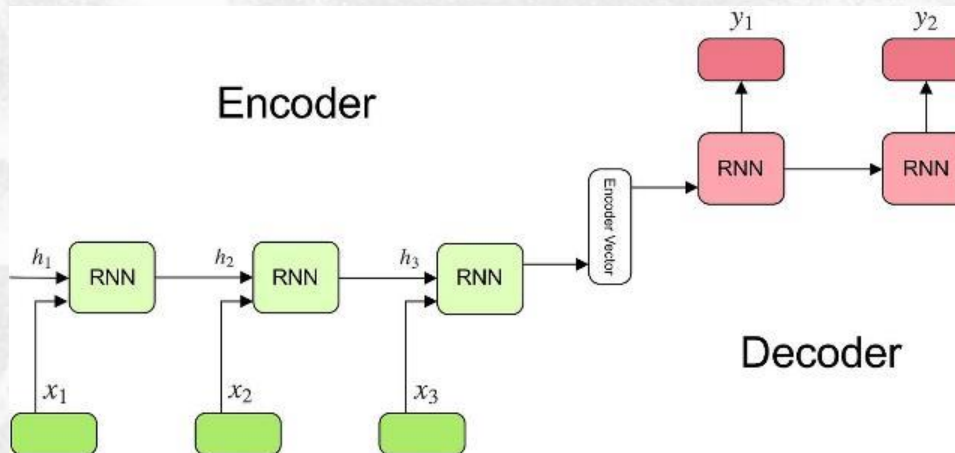 y₁ y₂
Encoder
RNN RNN
Encoder Vector
h₁ RNN h₂ RNN h₃ RNN
Decoder
x₁ x₂ x₃